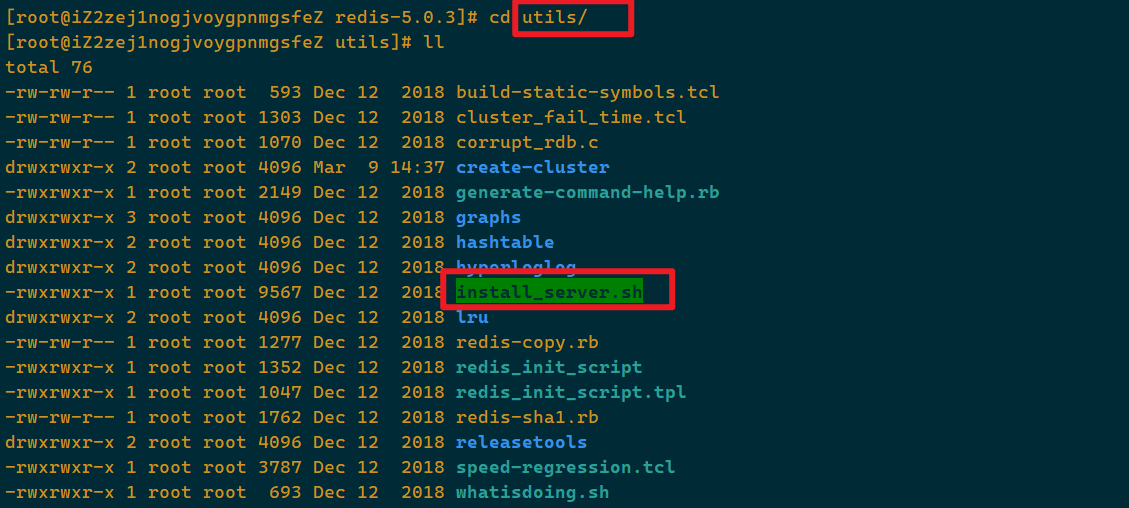 [root@iZ2zej1nogjvoygpnmgsfeZ redis-5.0.3]# cd utils/
[root@iZ2zej1nogjvoygpnmgsfeZ utils]# ll
total 76
-rw-rw-r-- 1 root root  593 Dec 12  2018 build-static-symbols.tcl
-rw-rw-r-- 1 root root 1303 Dec 12  2018 cluster_fail_time.tcl
-rw-rw-r-- 1 root root 1070 Dec 12  2018 corrupt_rdb.c
drwxrwxr-x 2 root root 4096 Mar  9 14:37 create-cluster
-rwxrwxr-x 1 root root 2149 Dec 12  2018 generate-command-help.rb
drwxrwxr-x 3 root root 4096 Dec 12  2018 graphs
drwxrwxr-x 2 root root 4096 Dec 12  2018 hashtable
drwxrwxr-x 2 root root 4096 Dec 12  2018 hyperloglog
-rwxrwxr-x 1 root root 9567 Dec 12  2018 install_server.sh
drwxrwxr-x 2 root root 4096 Dec 12  2018 lru
-rw-rw-r-- 1 root root 1277 Dec 12  2018 redis-copy.rb
-rwxrwxr-x 1 root root 1352 Dec 12  2018 redis_init_script
-rwxrwxr-x 1 root root 1047 Dec 12  2018 redis_init_script.tpl
-rw-rw-r-- 1 root root 1762 Dec 12  2018 redis-sha1.rb
drwxrwxr-x 2 root root 4096 Dec 12  2018 releasetools
-rwxrwxr-x 1 root root 3787 Dec 12  2018 speed-regression.tcl
-rwxrwxr-x 1 root root  693 Dec 12  2018 whatisdoing.sh